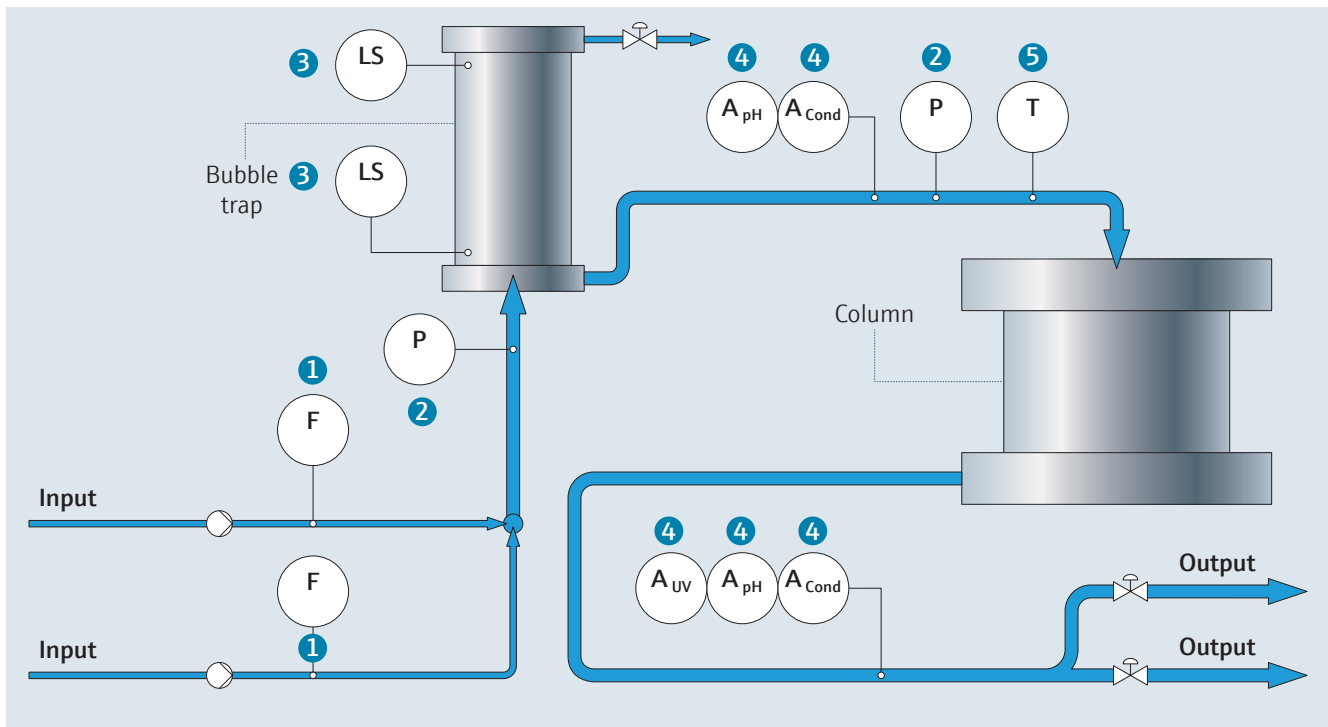 3
LS
4
4
2
5
A pH
A Cond
P
T
Bubble
trap
3
LS
P
2
1
F
Input
Column
4
4
4
A UV
A pH
A Cond
Output
F
1
Input
Output